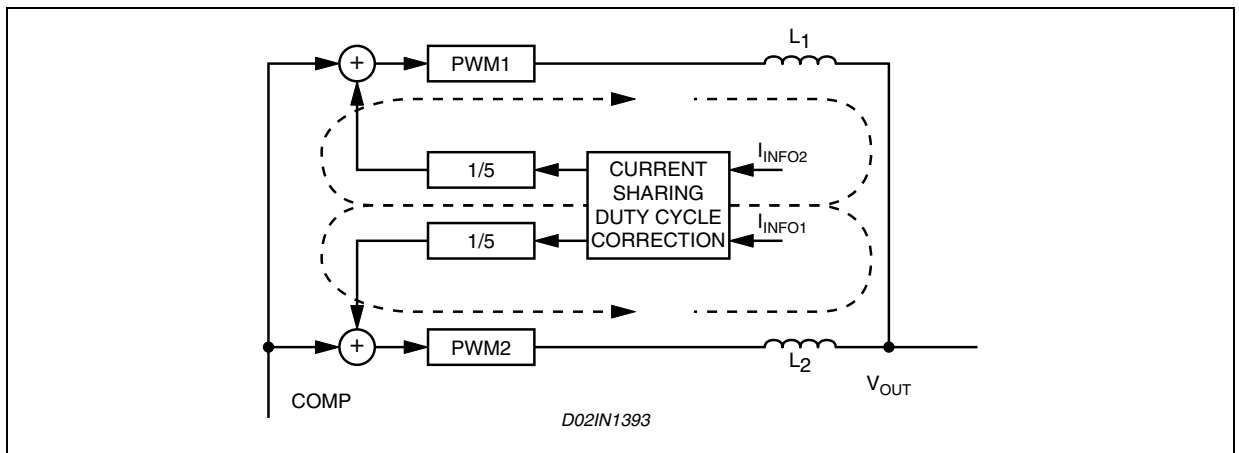 L1
+
PWM1
1/5
CURRENT
SHARING
DUTY CYCLE
CORRECTION
IINFO2
IINFO1
1/5
+
PWM2
L2
VOUT
COMP
D02IN1393